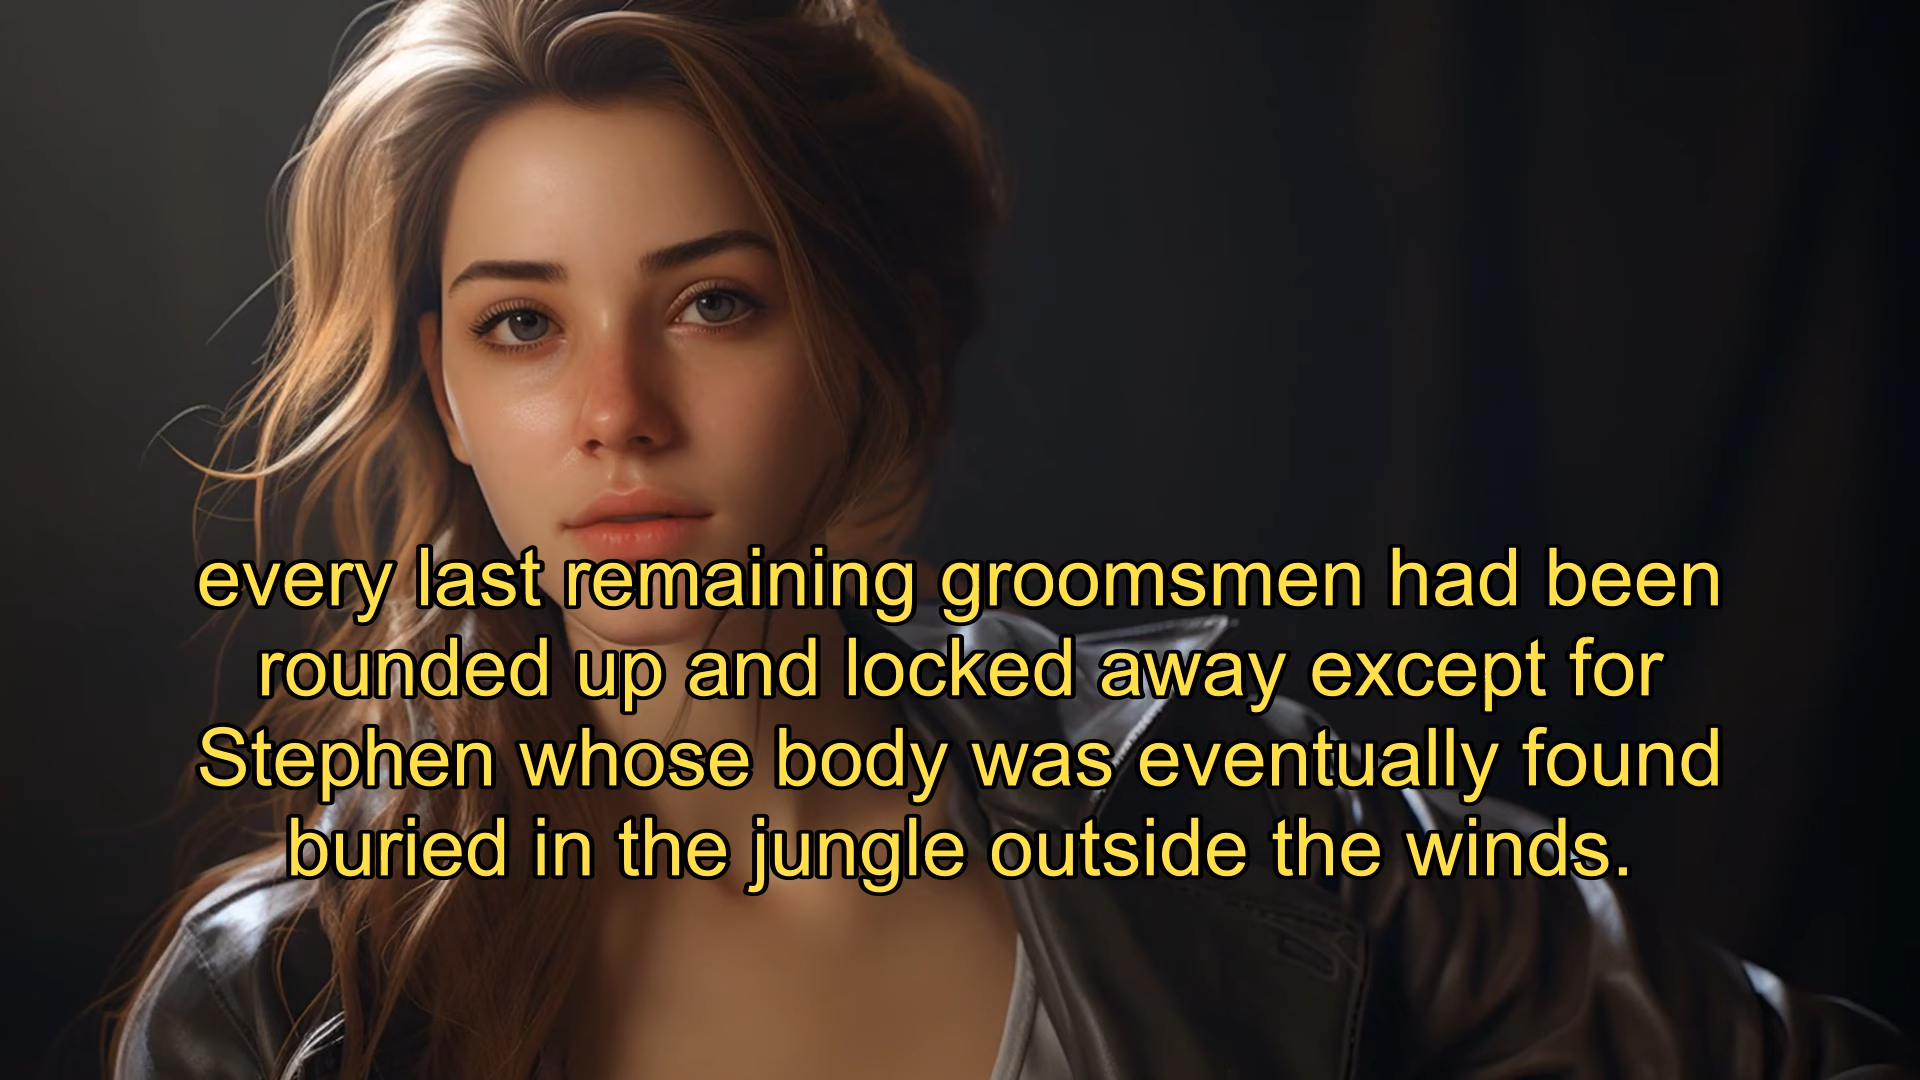 every last remaining groomsmen had been
rounded up and locked away except for
Stephen whose body was eventually found
buried in the jungle outside the winds.